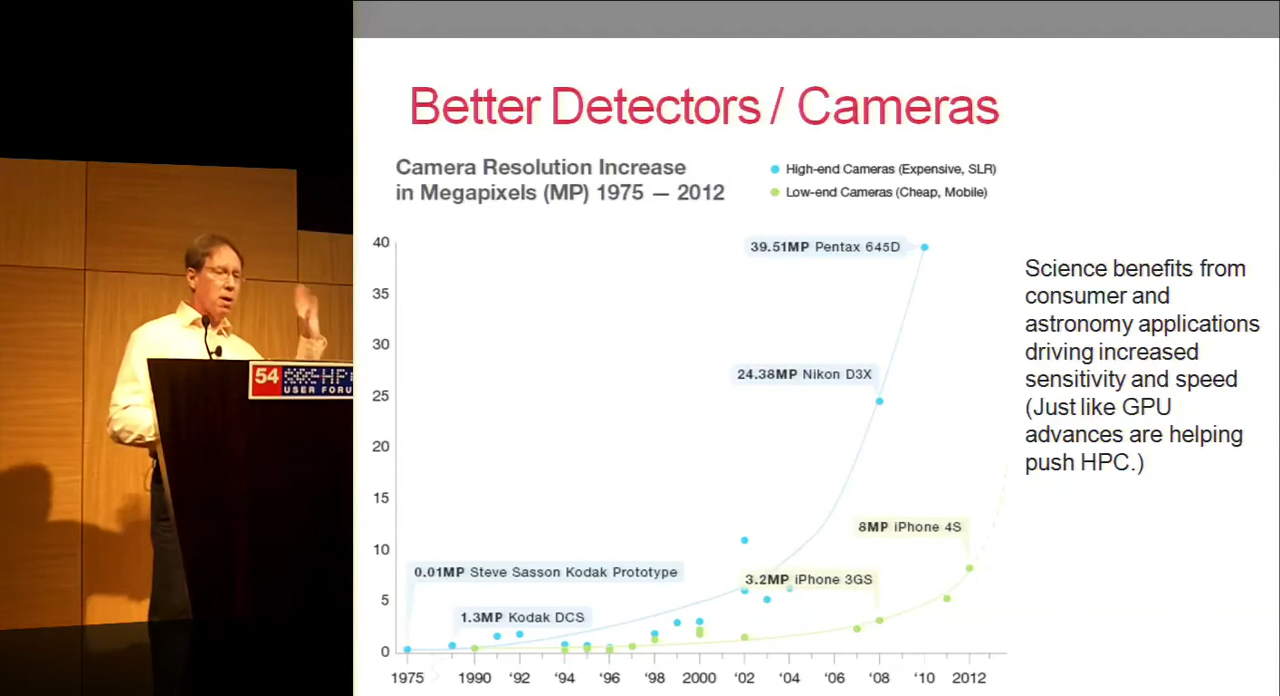 Better Detectors / Cameras
Camera Resolution Increase
in Megapixels (MP) 1975 — 2012
High-end Cameras (Expensive, SLR)
Low-end Cameras (Cheap, Mobile)
40
35
30
25
20
15
10
5
0
39.51MP Pentax 645D
24.38MP Nikon D3X
8MP iPhone 4S
3.2MP iPhone 3GS
0.01MP Steve Sasson Kodak Prototype
1.3MP Kodak DCS
1975 1990 '92 '94 '96 '98 2000 '02 '04 '06 '08 '10 2012
Science benefits from
consumer and
astronomy applications
driving increased
sensitivity and speed
(Just like GPU
advances are helping
push HPC.)
54
USER FORU